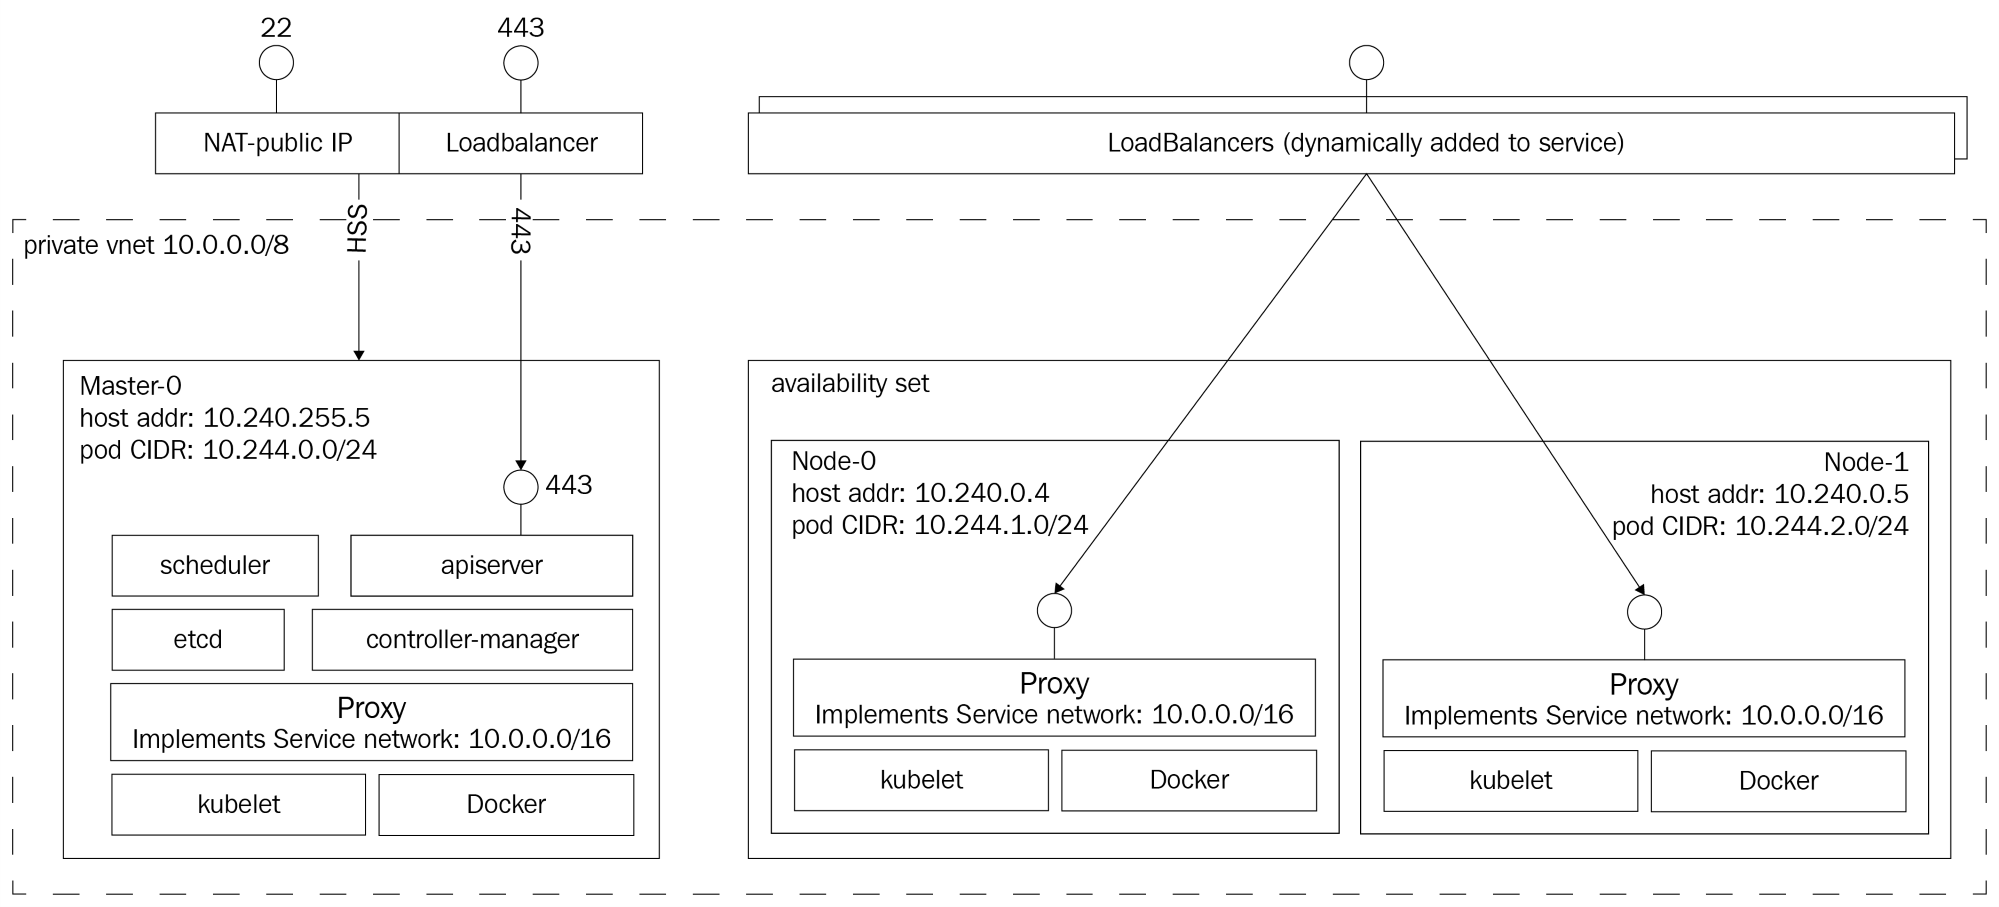 22
443
NAT-public IP
Loadbalancer
LoadBalancers (dynamically added to service)
SSH
443
private vnet 10.0.0.0/8
Master-0
host addr: 10.240.255.5
pod CIDR: 10.244.0.0/24
443
scheduler
apiserver
etcd
controller-manager
Proxy
Implements Service network: 10.0.0.0/16
kubelet
Docker
availability set
Node-0
host addr: 10.240.0.4
pod CIDR: 10.244.1.0/24
Proxy
Implements Service network: 10.0.0.0/16
kubelet
Docker
Node-1
host addr: 10.240.0.5
pod CIDR: 10.244.2.0/24
Proxy
Implements Service network: 10.0.0.0/16
kubelet
Docker